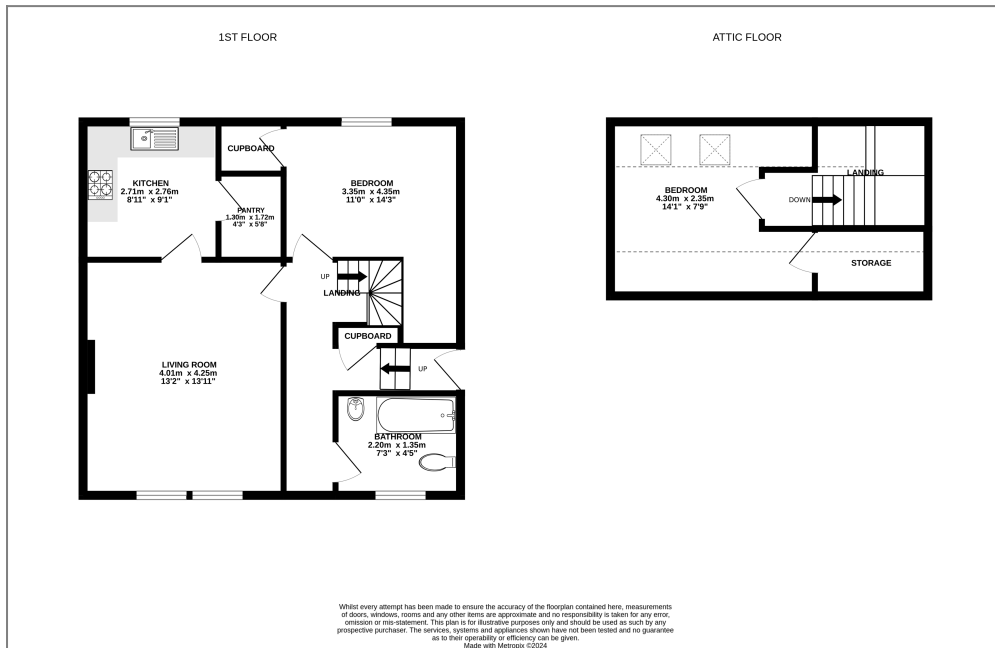 1ST FLOOR
ATTIC FLOOR
KITCHEN
2.71m x 2.76m
8'11" x 9'1"
CUPBOARD
PANTRY
1.30m x 1.72m
4'3" x 5'8"
BEDROOM
3.35m x 4.35m
11'0" x 14'3"
UP
LANDING
CUPBOARD
UP
LIVING ROOM
4.01m x 4.25m
13'2" x 13'11"
BATHROOM
2.20m x 1.35m
7'3" x 4'5"
BEDROOM
4.30m x 2.35m
14'1" x 7'9"
LANDING
DOWN
STORAGE
Whilst every attempt has been made to ensure the accuracy of the floorplan contained here, measurements
of doors, windows, rooms and any other items are approximate and no responsibility is taken for any error,
omission or mis-statement. This plan is for illustrative purposes only and should be used as such by any
prospective purchaser. The services, systems and appliances shown have not been tested and no guarantee
as to their operability or efficiency can be given.
Made with Metropix ©2024